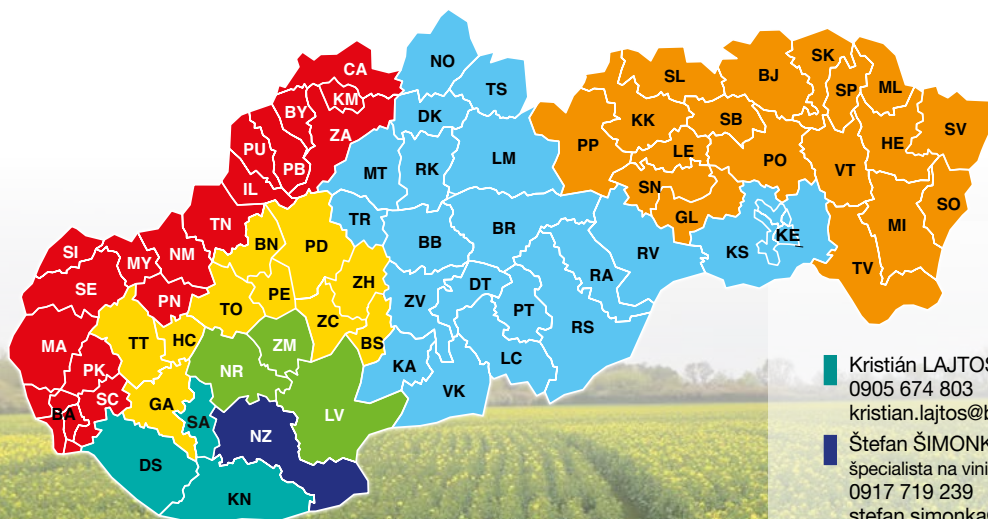 NO
CA
TS
KM
BY
DK
ZA
PU
PB
MT
RK
LM
IL
TN
TR
SK
SL
BJ
SP
ML
KK
SB
SV
PP
LE
HE
PO
VT
SN
SO
GL
MI
TV
SI
MY
NM
BN
PD
BB
BR
RV
KS
KE
SE
PN
PE
ZH
RA
DT
TO
ZC
ZV
PT
RS
MA
TT
HC
ZM
BS
PK
NR
KA
LC
SC
GA
VK
BA
SA
LV
NZ
DS
KN
Kristián LAJTOS
0905 674 803
kristian.lajtos@b
Štefan ŠIMONK
špecialista na vini
0917 719 239
stefan.simonka